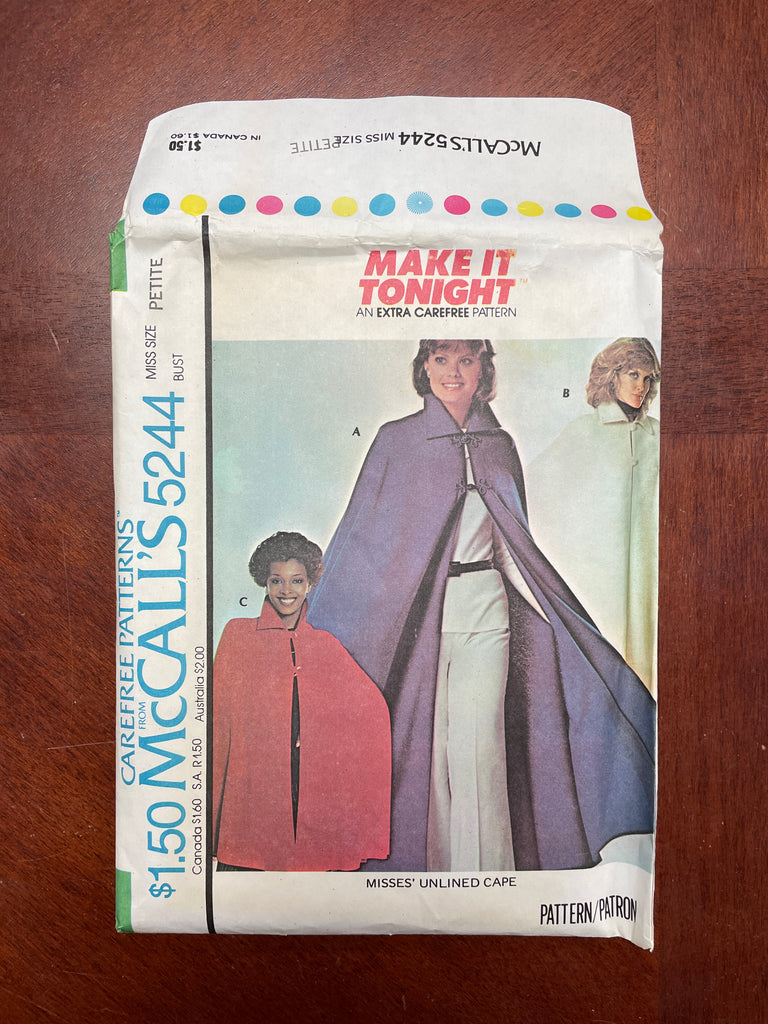 McCALL'S 5244 MISS SIZE PETITE
$1.50
IN CANADA $1.60
MAKE IT
TONIGHT™
AN EXTRA CAREFREE PATTERN
CAREFREE PATTERNS™
FROM
$1.50 McCALL'S 5244
MISS SIZE PETITE
BUST
Canada $1.60 S.A. R1.50 Australia $2.00
A
B
C
MISSES' UNLINED CAPE
PATTERN/PATRON